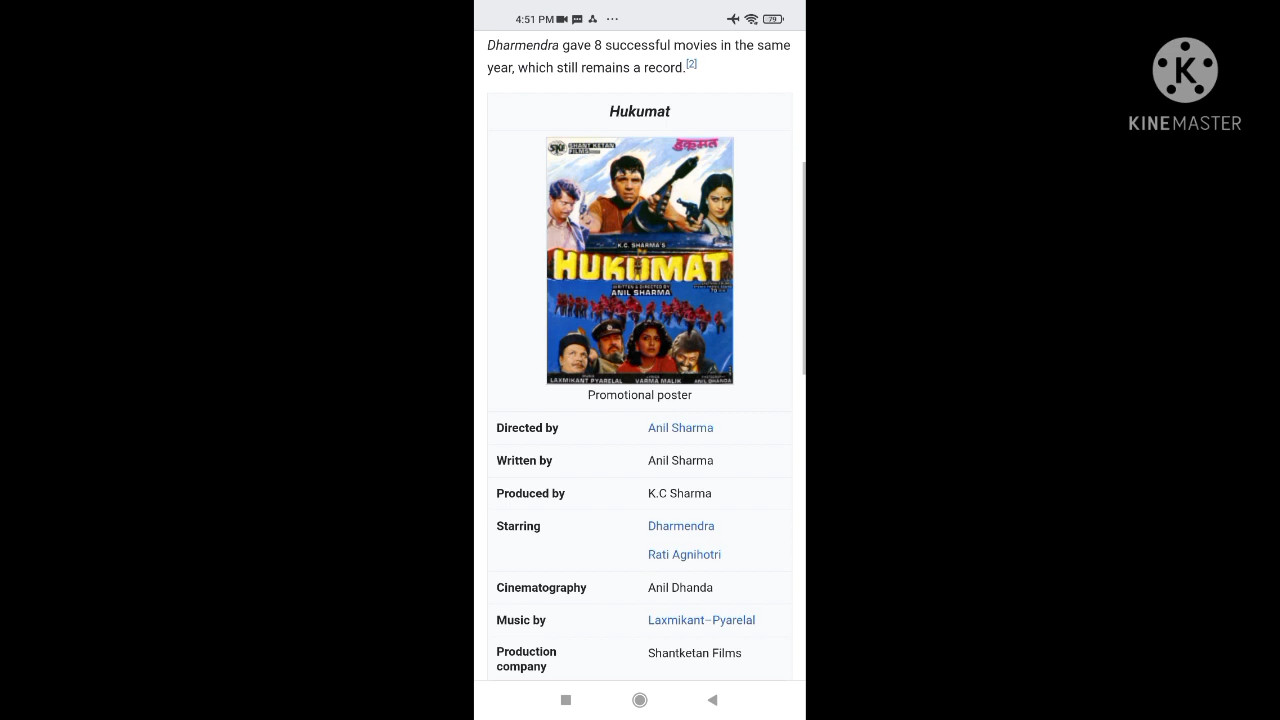 4:51 PM
79
Dharmendra gave 8 successful movies in the same
year, which still remains a record.[2]
Hukumat
SHANTKETAN
FILMS
हुकूमत
K.C. SHARMA'S
HUKUMAT
WRITTEN & DIRECTED BY
ANIL SHARMA
LAXMIKANT PYARELAL
VARMA MALIK
ANIL DHANDA
Promotional poster
Directed by Anil Sharma
Written by Anil Sharma
Produced by K.C Sharma
Starring Dharmendra
Rati Agnihotri
Cinematography Anil Dhanda
Music by Laxmikant–Pyarelal
Production Shantketan Films
company
K
KINEMASTER